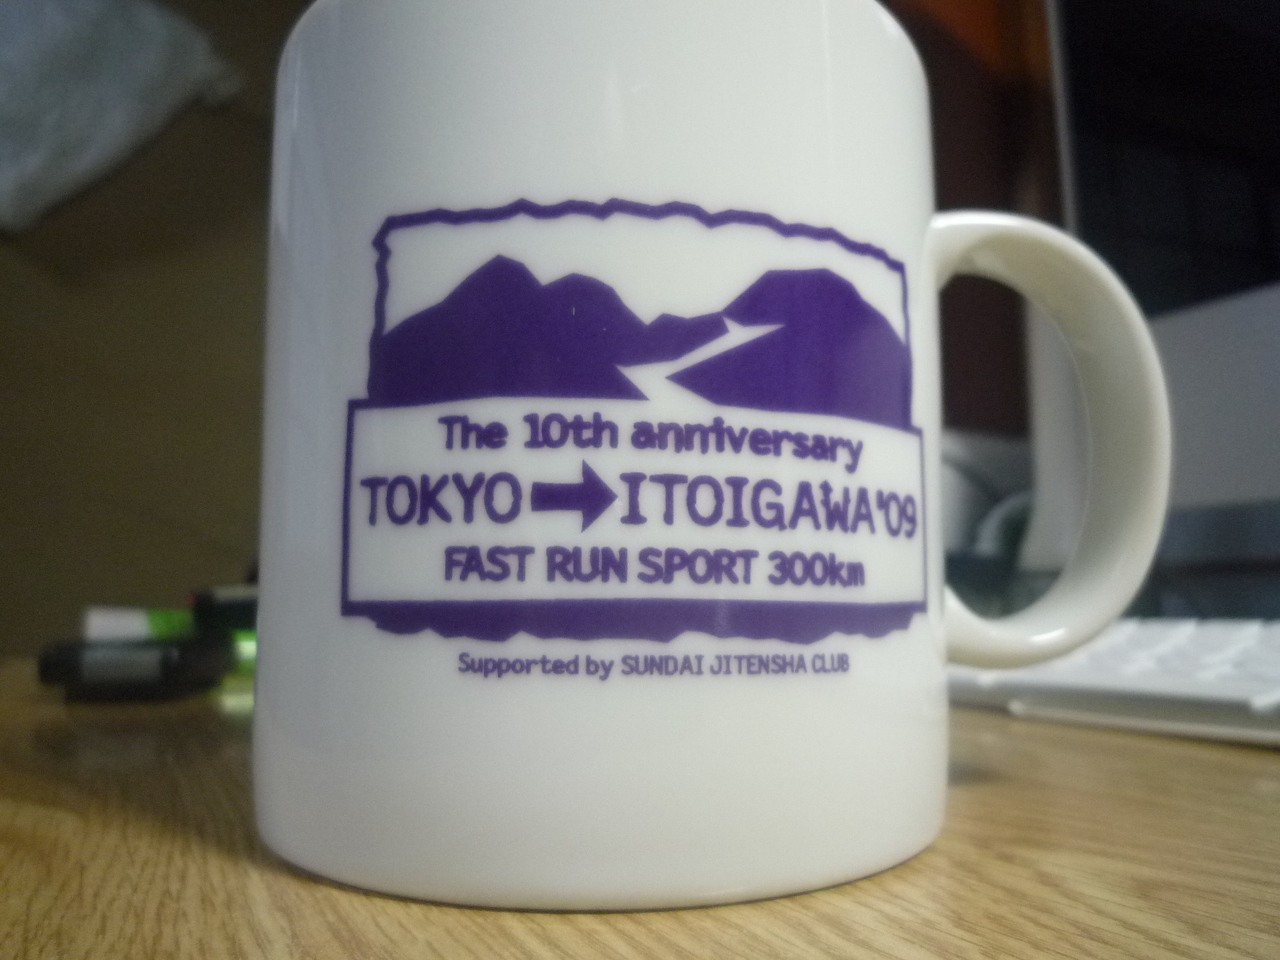 The 10th anniversary
TOKYO➡ITOIGAWA'09
FAST RUN SPORT 300km
Supported by SUNDAI JITENSHA CLUB